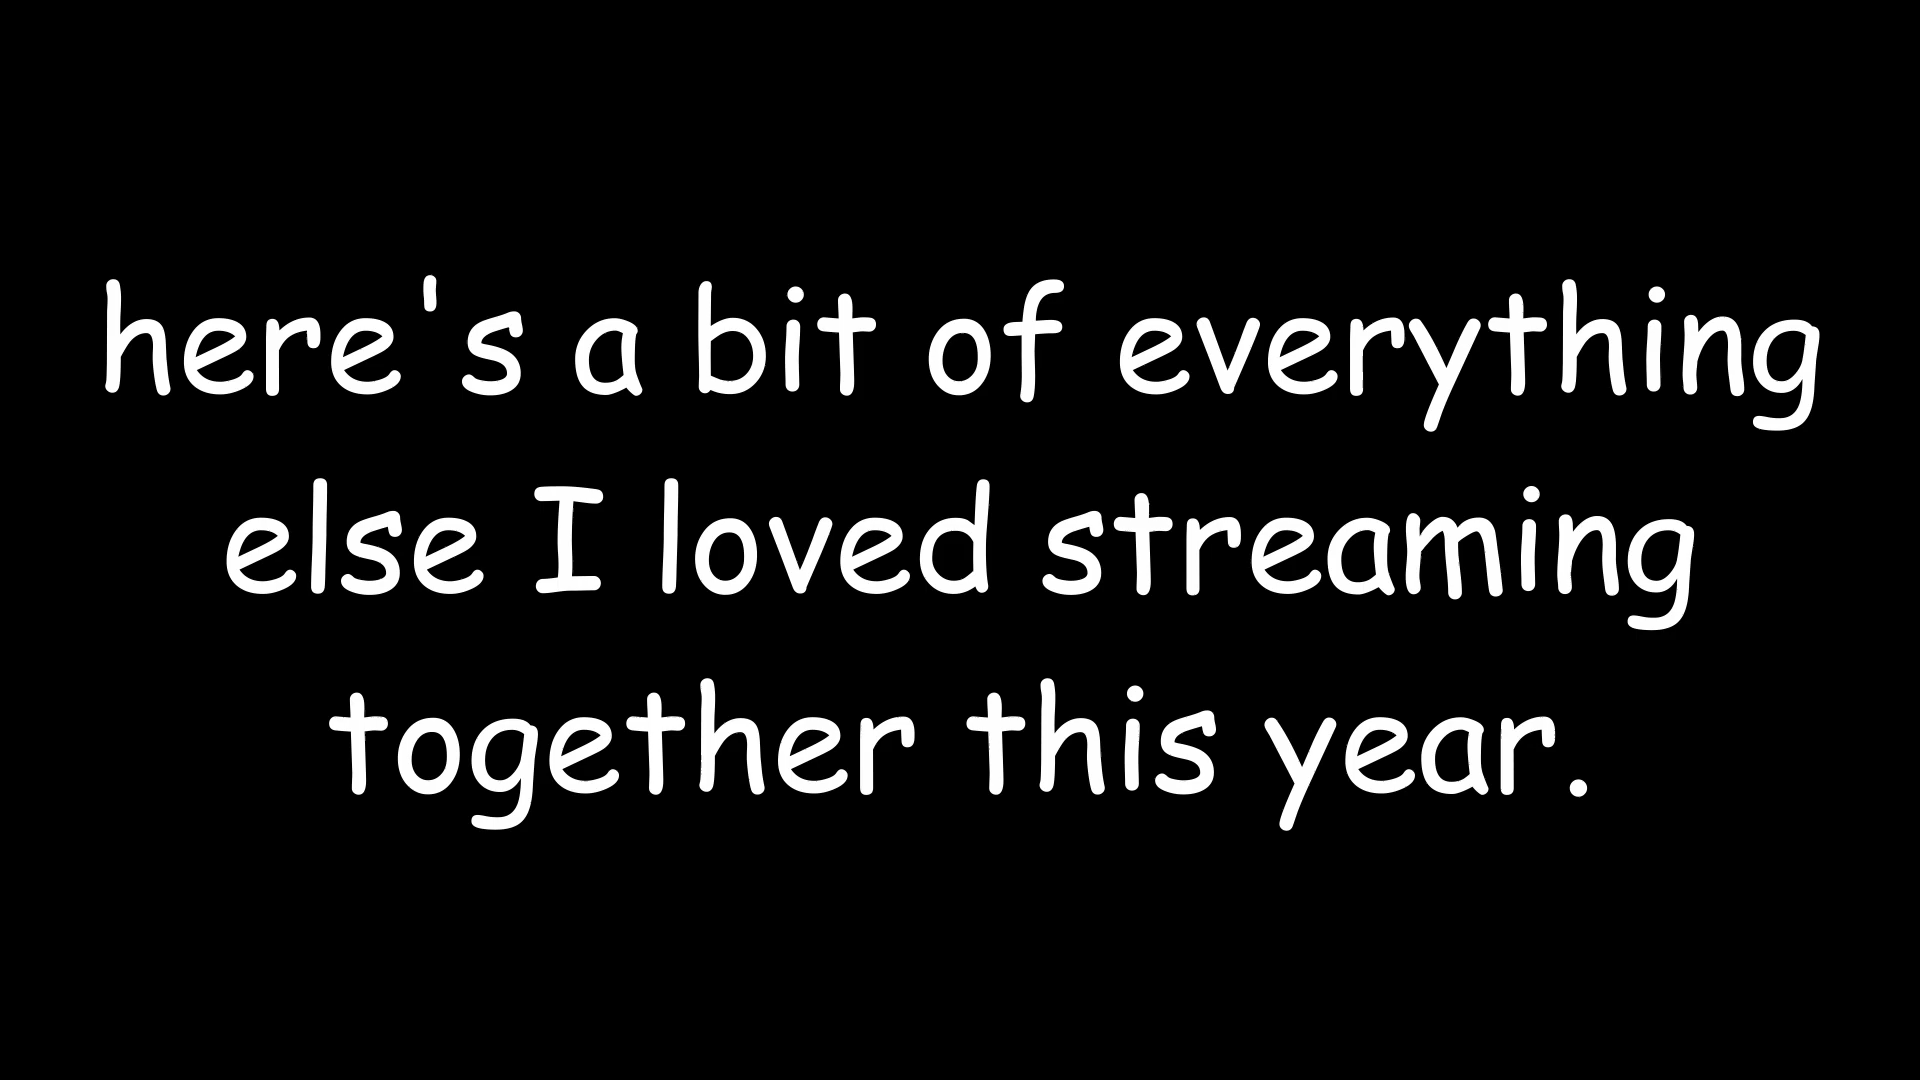 here's a bit of everything
else I loved streaming
together this year.